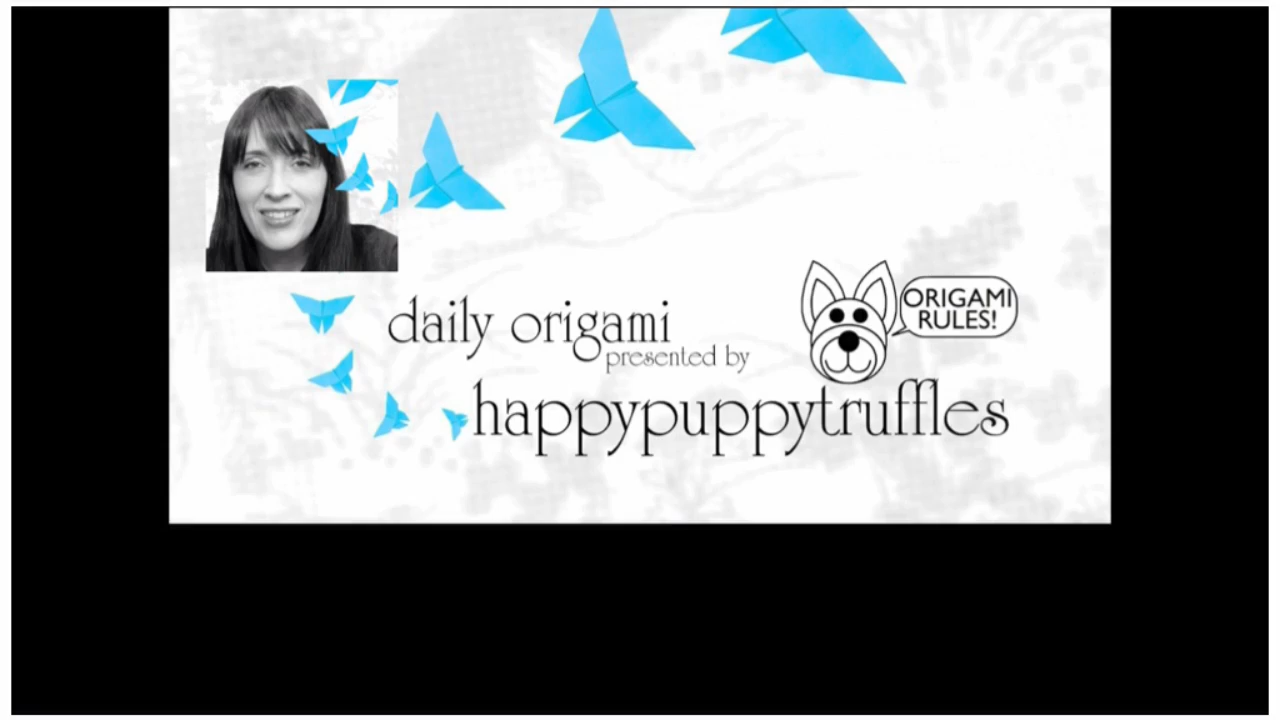 daily origami
presented by
happypuppytruffles
ORIGAMI
RULES!